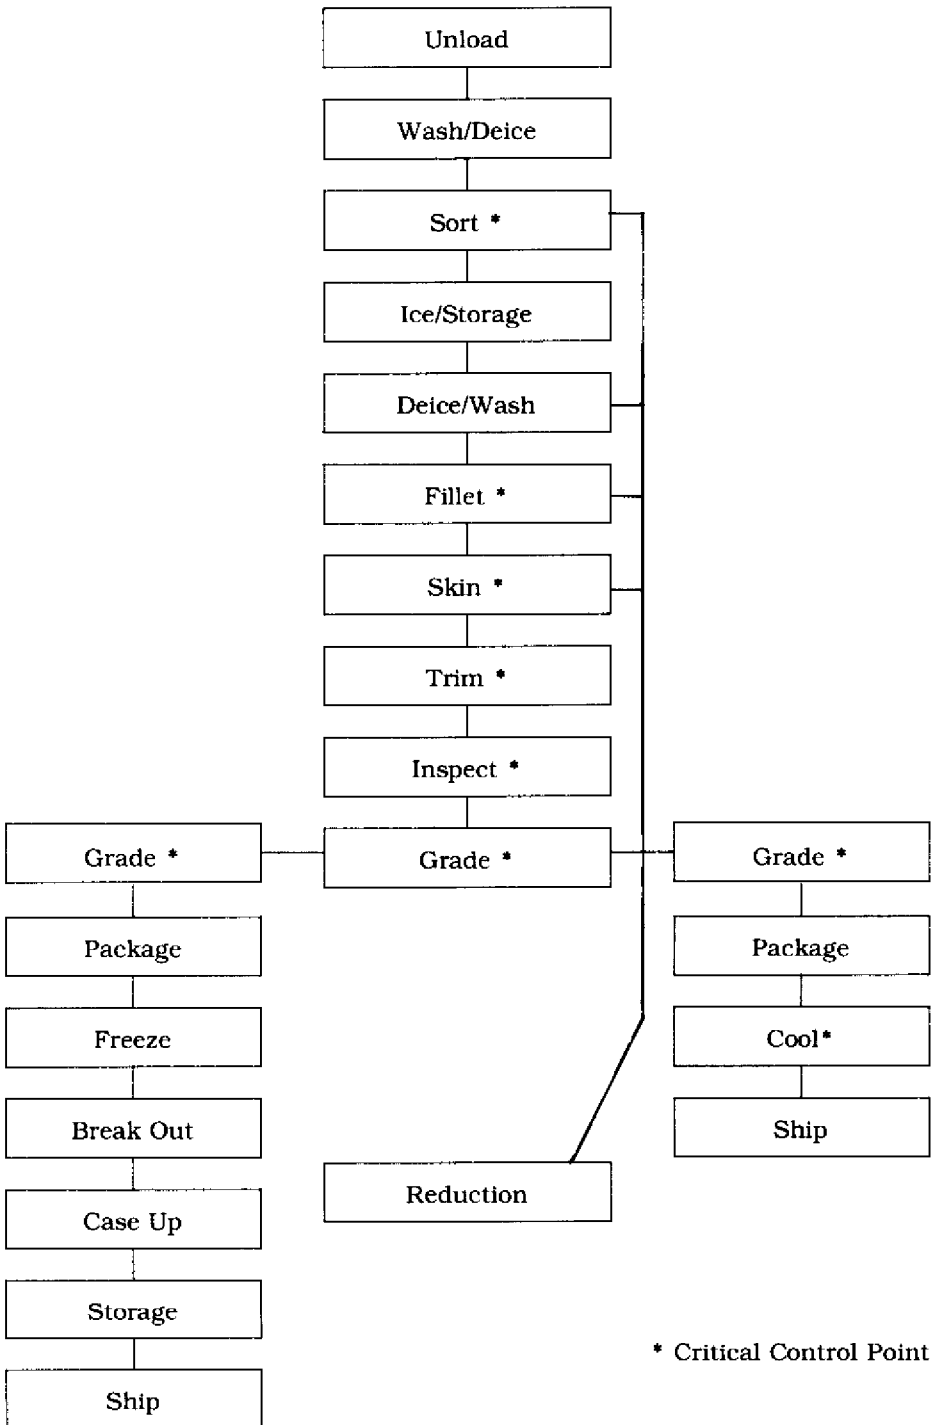 Unload
Wash/Deice
Sort *
Ice/Storage
Deice/Wash
Fillet *
Skin *
Trim *
Inspect *
Grade *
Grade *
Grade *
Package
Package
Freeze
Cool*
Break Out
Ship
Reduction
Case Up
Storage
* Critical Control Point
Ship